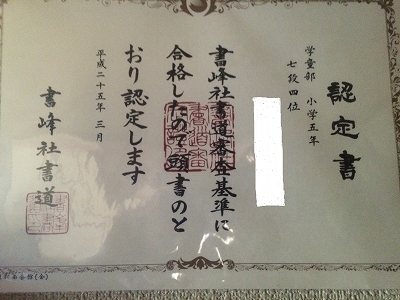 認定書
学童部 小学五年
七段四位
書峰社書道審査基準に
合格したので頭書のと
おり認定します
平成二十五年 三月
書峰社書道